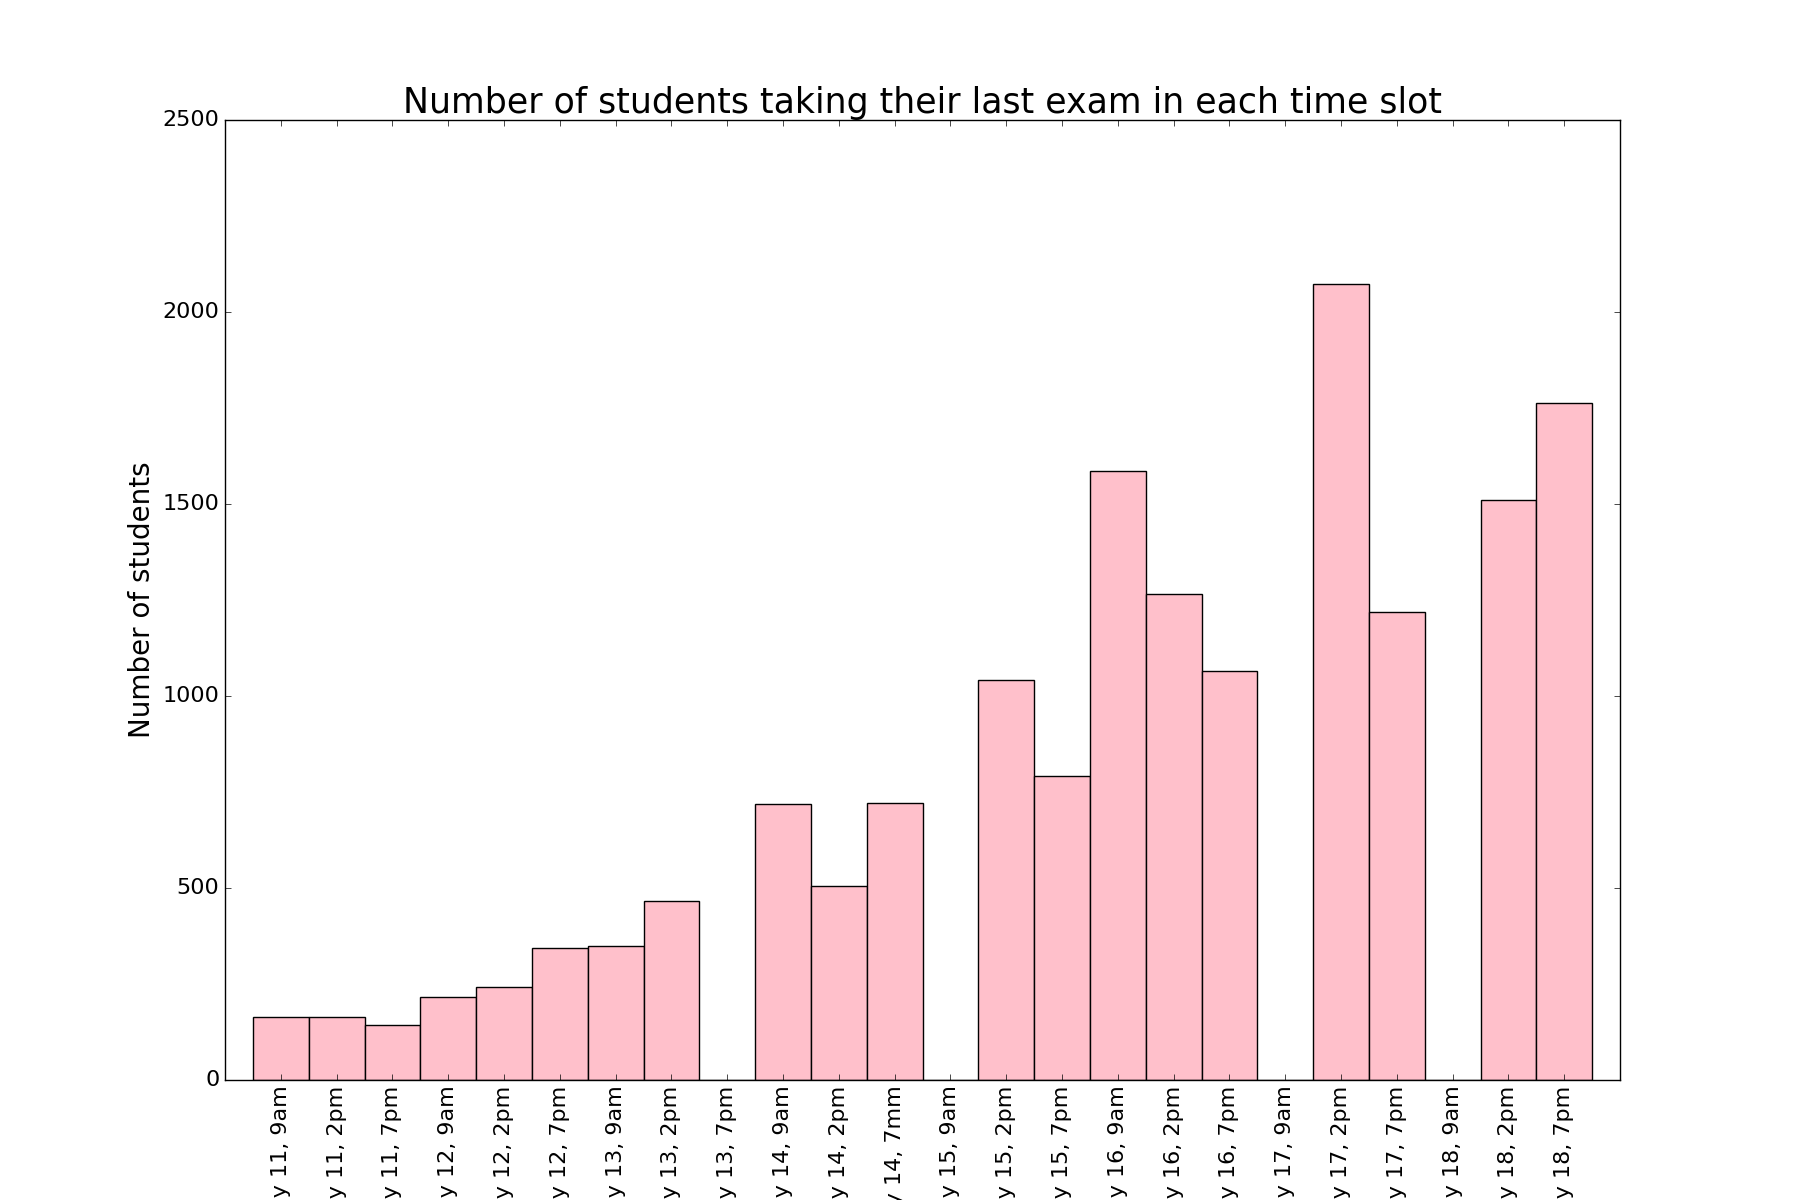 Number of students taking their last exam in each time slot
Number of students
2500
2000
1500
1000
500
0
y 11, 9am
y 11, 2pm
y 11, 7pm
y 12, 9am
y 12, 2pm
y 12, 7pm
y 13, 9am
y 13, 2pm
y 13, 7pm
y 14, 9am
y 14, 2pm
y 14, 7mm
y 15, 9am
y 15, 2pm
y 15, 7pm
y 16, 9am
y 16, 2pm
y 16, 7pm
y 17, 9am
y 17, 2pm
y 17, 7pm
y 18, 9am
y 18, 2pm
y 18, 7pm